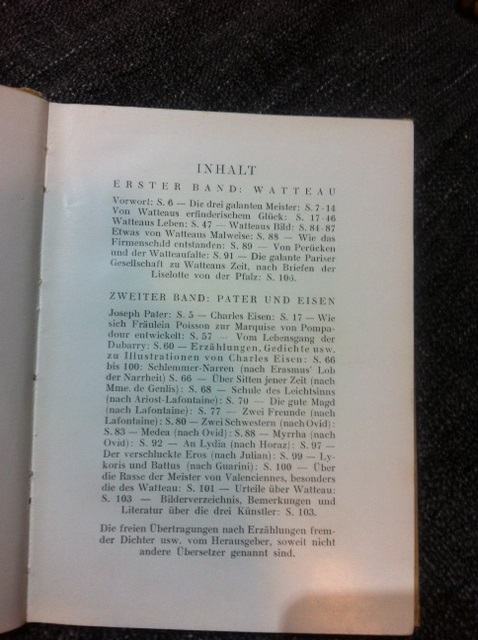 INHALT
ERSTER BAND: WATTEAU
Vorwort: S. 6 — Die drei galanten Meister: S. 7-14
Von Watteaus erfinderischem Glück: S. 17-46
Watteaus Leben: S. 47 — Watteaus Bild: S. 84-87
Etwas von Watteaus Malweise: S. 88 — Wie das
Firmenschild entstanden: S. 89 — Von Perücken
und der Watteaufalte: S. 91 — Die galante Pariser
Gesellschaft zu Watteaus Zeit, nach Briefen der
Liselotte von der Pfalz: S. 105.
ZWEITER BAND: PATER UND EISEN
Joseph Pater: S. 5 — Charles Eisen: S. 17 — Wie
sich Fräulein Poisson zur Marquise von Pompa-
dour entwickelt: S. 57 — Vom Lebensgang der
Dubarry: S. 60 — Erzählungen, Gedichte usw.
zu Illustrationen von Charles Eisen: S. 66
bis 100: Schlemmer-Narren (nach Erasmus' Lob
der Narrheit) S. 66 — Über Sitten jener Zeit (nach
Mme. de Genlis): S. 68 — Schule des Leichtsinns
(nach Ariost-Lafontaine): S. 70 — Die gute Magd
(nach Lafontaine): S. 77 — Zwei Freunde (nach
Lafontaine): S. 80 — Zwei Schwestern (nach Ovid):
S. 83 — Medea (nach Ovid): S. 88 — Myrrha (nach
Ovid): S. 92 — An Lydia (nach Horaz): S. 97 —
Der verschluckte Eros (nach Julian): S. 99 — Ly-
koris und Battus (nach Guarini): S. 100 — Über
die Rasse der Meister von Valenciennes, besonders
die des Watteau: S. 101 — Urteile über Watteau:
S. 103 — Bilderverzeichnis, Bemerkungen und
Literatur über die drei Künstler: S. 103.
Die freien Übertragungen nach Erzählungen frem-
der Dichter usw. vom Herausgeber, soweit nicht
andere Übersetzer genannt sind.